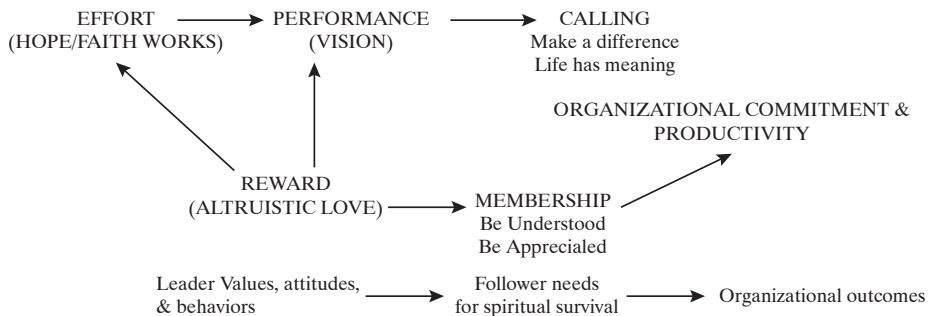 EFFORT
(HOPE/FAITH WORKS)
PERFORMANCE
(VISION)
CALLING
Make a difference
Life has meaning
ORGANIZATIONAL COMMITMENT &
PRODUCTIVITY
REWARD
(ALTRUISTIC LOVE)
MEMBERSHIP
Be Understood
Be Apprecialed
Leader Values, attitudes,
& behaviors
Follower needs
for spiritual survival
Organizational outcomes